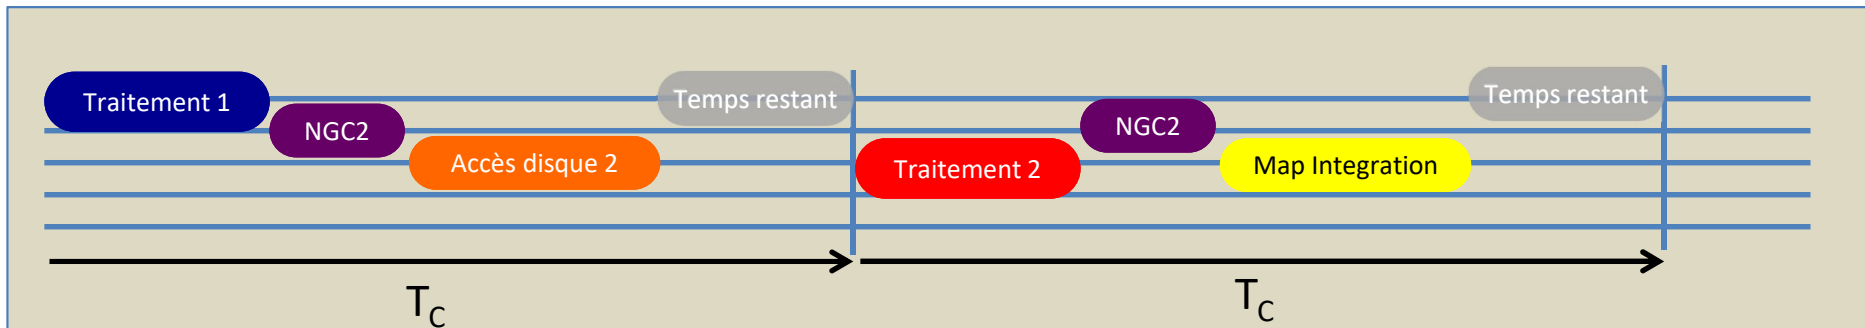 Traitement 1
NGC2
Accès disque 2
Temps restant
Traitement 2
NGC2
Map Integration
Temps restant
TC
TC